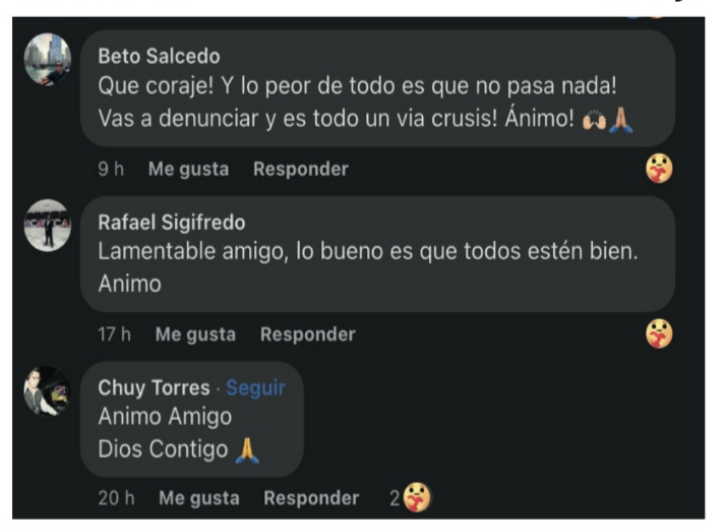 Beto Salcedo
Que coraje! Y lo peor de todo es que no pasa nada!
Vas a denunciar y es todo un via crusis! Ánimo! 🙌🏼🙏🏼
9 h Me gusta Responder
Rafael Sigifredo
Lamentable amigo, lo bueno es que todos estén bien.
Animo
17 h Me gusta Responder
Chuy Torres · Seguir
Animo Amigo
Dios Contigo 🙏
20 h Me gusta Responder 2